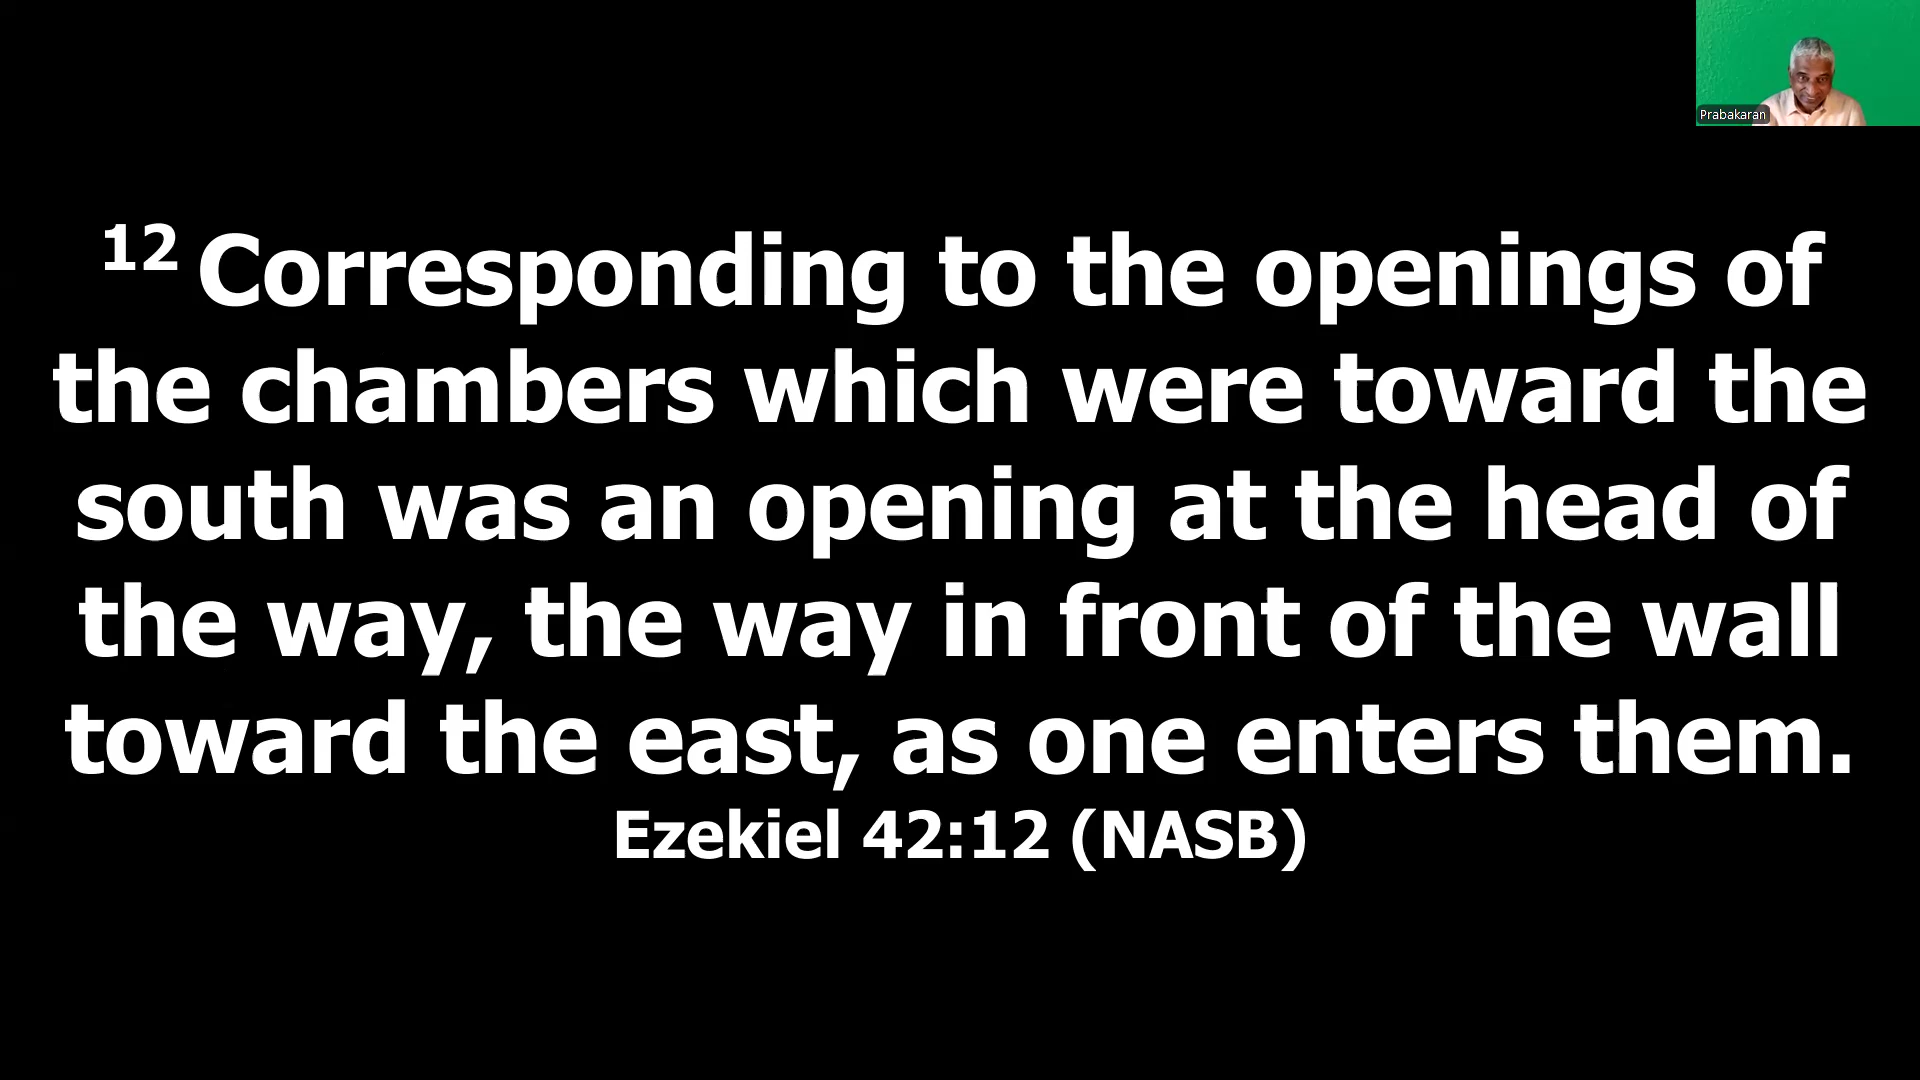 Prabakaran
12 Corresponding to the openings of
the chambers which were toward the
south was an opening at the head of
the way, the way in front of the wall
toward the east, as one enters them.
Ezekiel 42:12 (NASB)